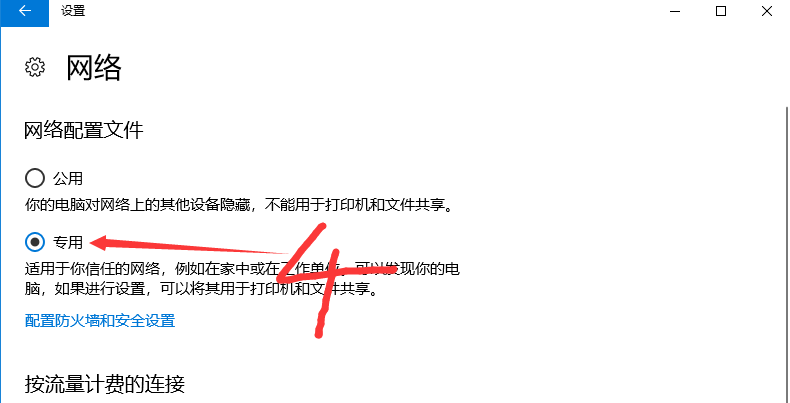 设置
网络
网络配置文件
公用
你的电脑对网络上的其他设备隐藏，不能用于打印机和文件共享。
专用
4
适用于你信任的网络，例如在家中或在工作单位。可以发现你的电
脑，如果进行设置，可以将其用于打印机和文件共享。
配置防火墙和安全设置
按流量计费的连接